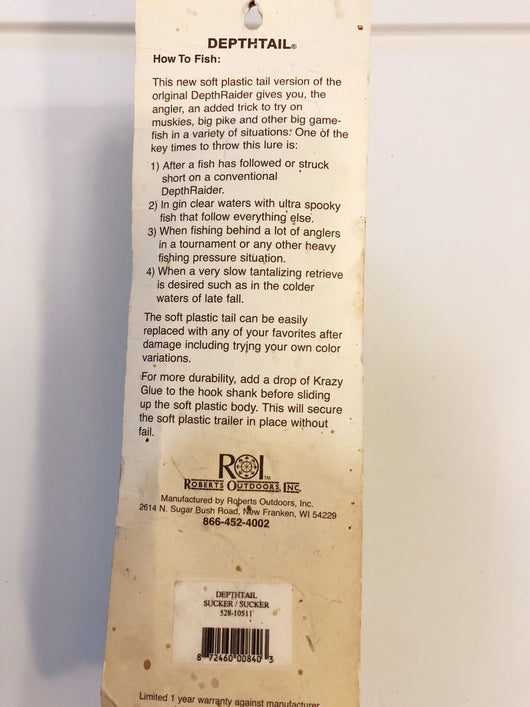 DEPTHTAIL®
How To Fish:
This new soft plastic tail version of the
original DepthRaider gives you, the
angler, an added trick to try on
muskies, big pike and other big game-
fish in a variety of situations. One of the
key times to throw this lure is:
1) After a fish has followed or struck
short on a conventional
DepthRaider.
2) In gin clear waters with ultra spooky
fish that follow everything else.
3) When fishing behind a lot of anglers
in a tournament or any other heavy
fishing pressure situation.
4) When a very slow tantalizing retrieve
is desired such as in the colder
waters of late fall.
The soft plastic tail can be easily
replaced with any of your favorites after
damage including trying your own color
variations.
For more durability, add a drop of Krazy
Glue to the hook shank before sliding
up the soft plastic body. This will secure
the soft plastic trailer in place without
fail.
ROI™
ROBERTS OUTDOORS, INC.
Manufactured by Roberts Outdoors, Inc.
2614 N. Sugar Bush Road, New Franken, WI 54229
866-452-4002
DEPTHTAIL
SUCKER / SUCKER
528-10511
8 72460 00840 3
Limited 1 year warranty against manufacturer